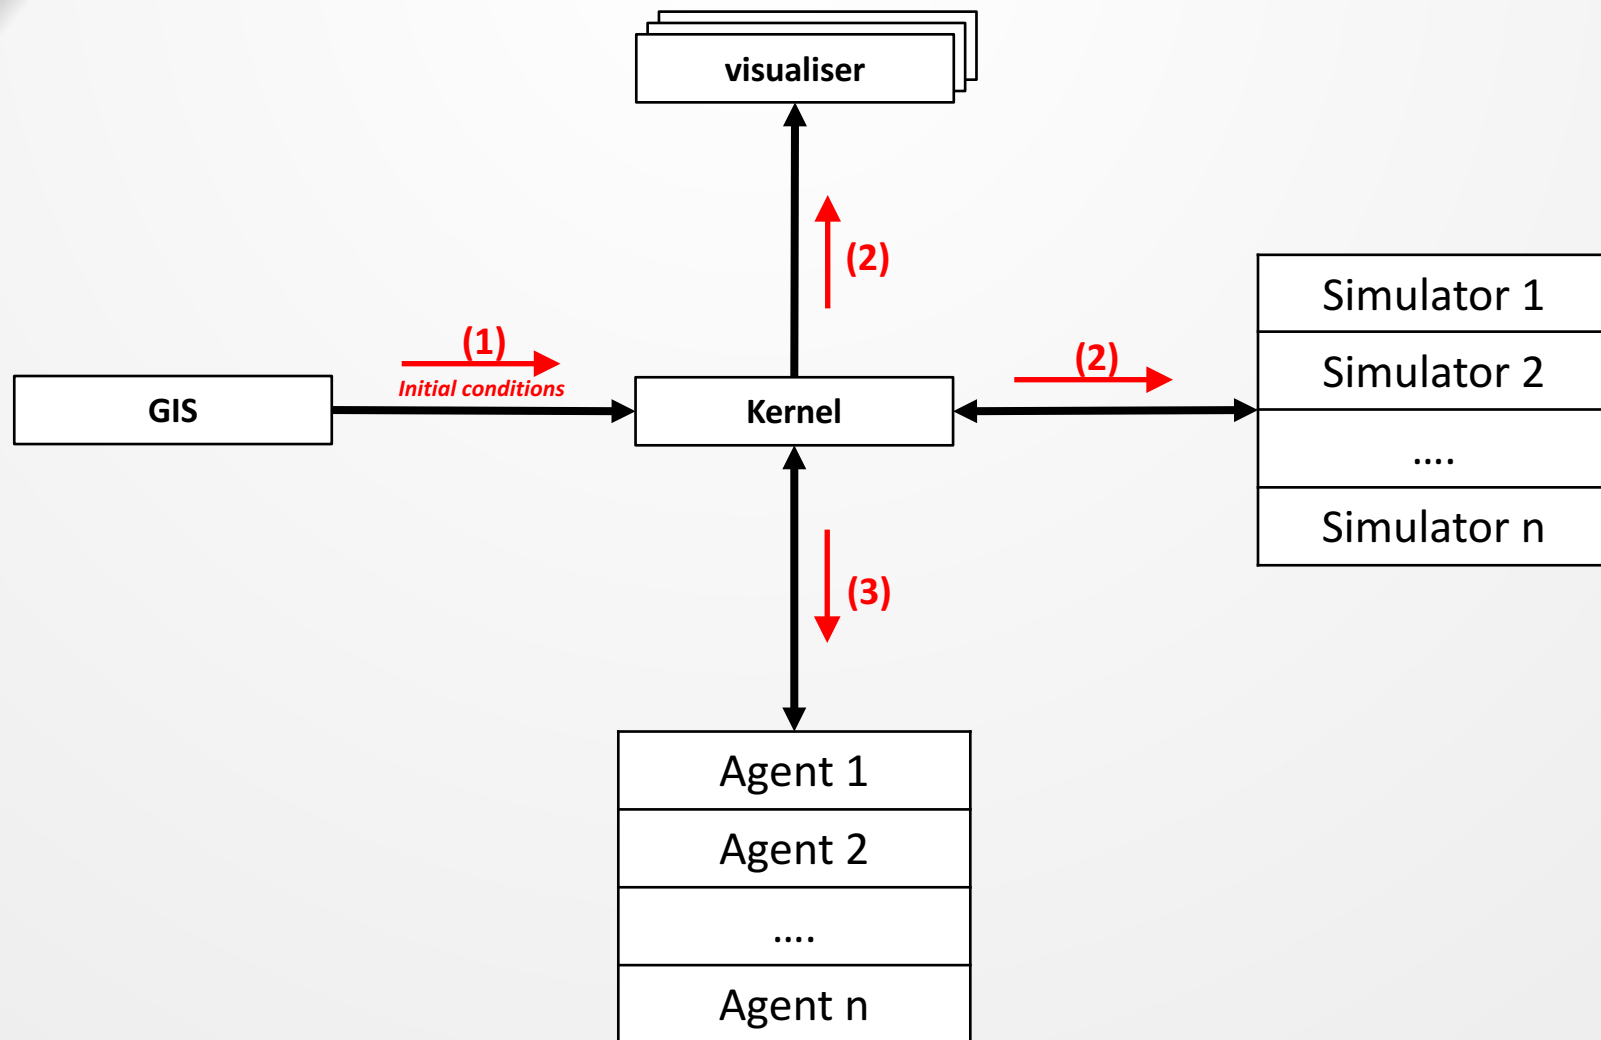 visualiser
(2)
Simulator 1
(1)
(2)
Simulator 2
Initial conditions
GIS
Kernel
....
Simulator n
(3)
Agent 1
Agent 2
....
Agent n